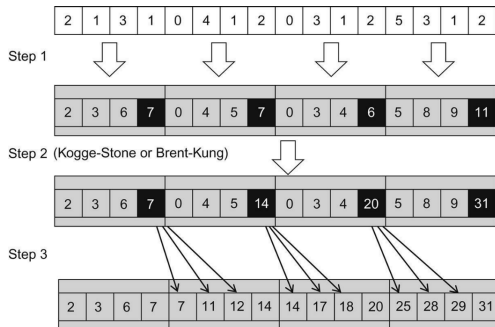 2 1 3 1 0 4 1 2 0 3 1 2 5 3 1 2
Step 1
2 3 6 7 0 4 5 7 0 3 4 6 5 8 9 11
Step 2 (Kogge-Stone or Brent-Kung)
2 3 6 7 0 4 5 14 0 3 4 20 5 8 9 31
Step 3
2 3 6 7 7 11 12 14 14 17 18 20 25 28 29 31